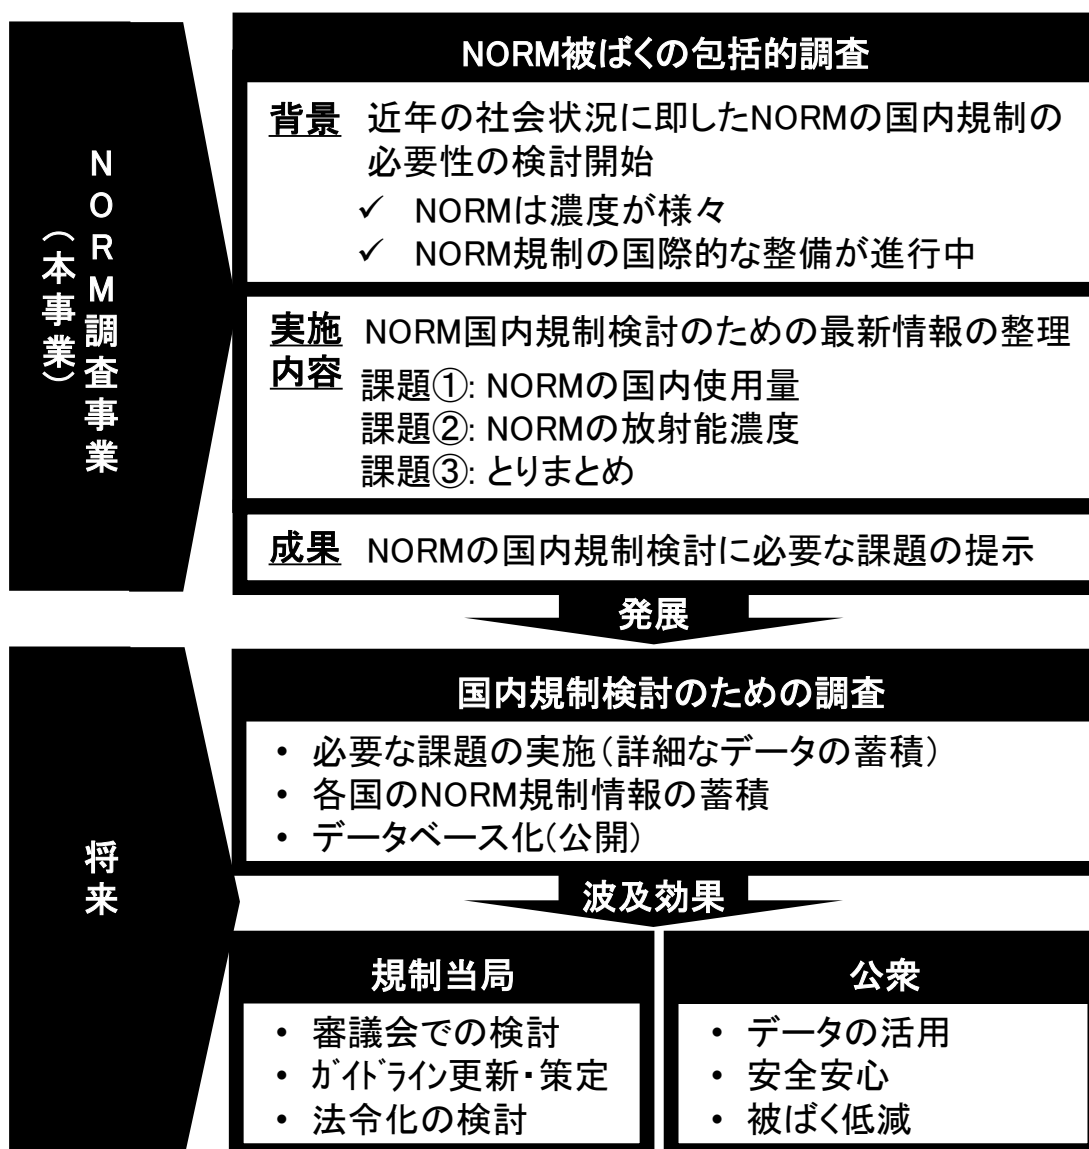 NORM調査事業
（本事業）
NORM被ばくの包括的調査
背景 近年の社会状況に即したNORMの国内規制の
必要性の検討開始
✓ NORMは濃度が様々
✓ NORM規制の国際的な整備が進行中
実施 NORM国内規制検討のための最新情報の整理
内容 課題①: NORMの国内使用量
課題②: NORMの放射能濃度
課題③: とりまとめ
成果 NORMの国内規制検討に必要な課題の提示
発展
将来
国内規制検討のための調査
• 必要な課題の実施（詳細なデータの蓄積）
• 各国のNORM規制情報の蓄積
• データベース化(公開)
波及効果
規制当局
• 審議会での検討
• ｶﾞｲﾄﾞﾗｲﾝ更新・策定
• 法令化の検討
公衆
• データの活用
• 安全安心
• 被ばく低減